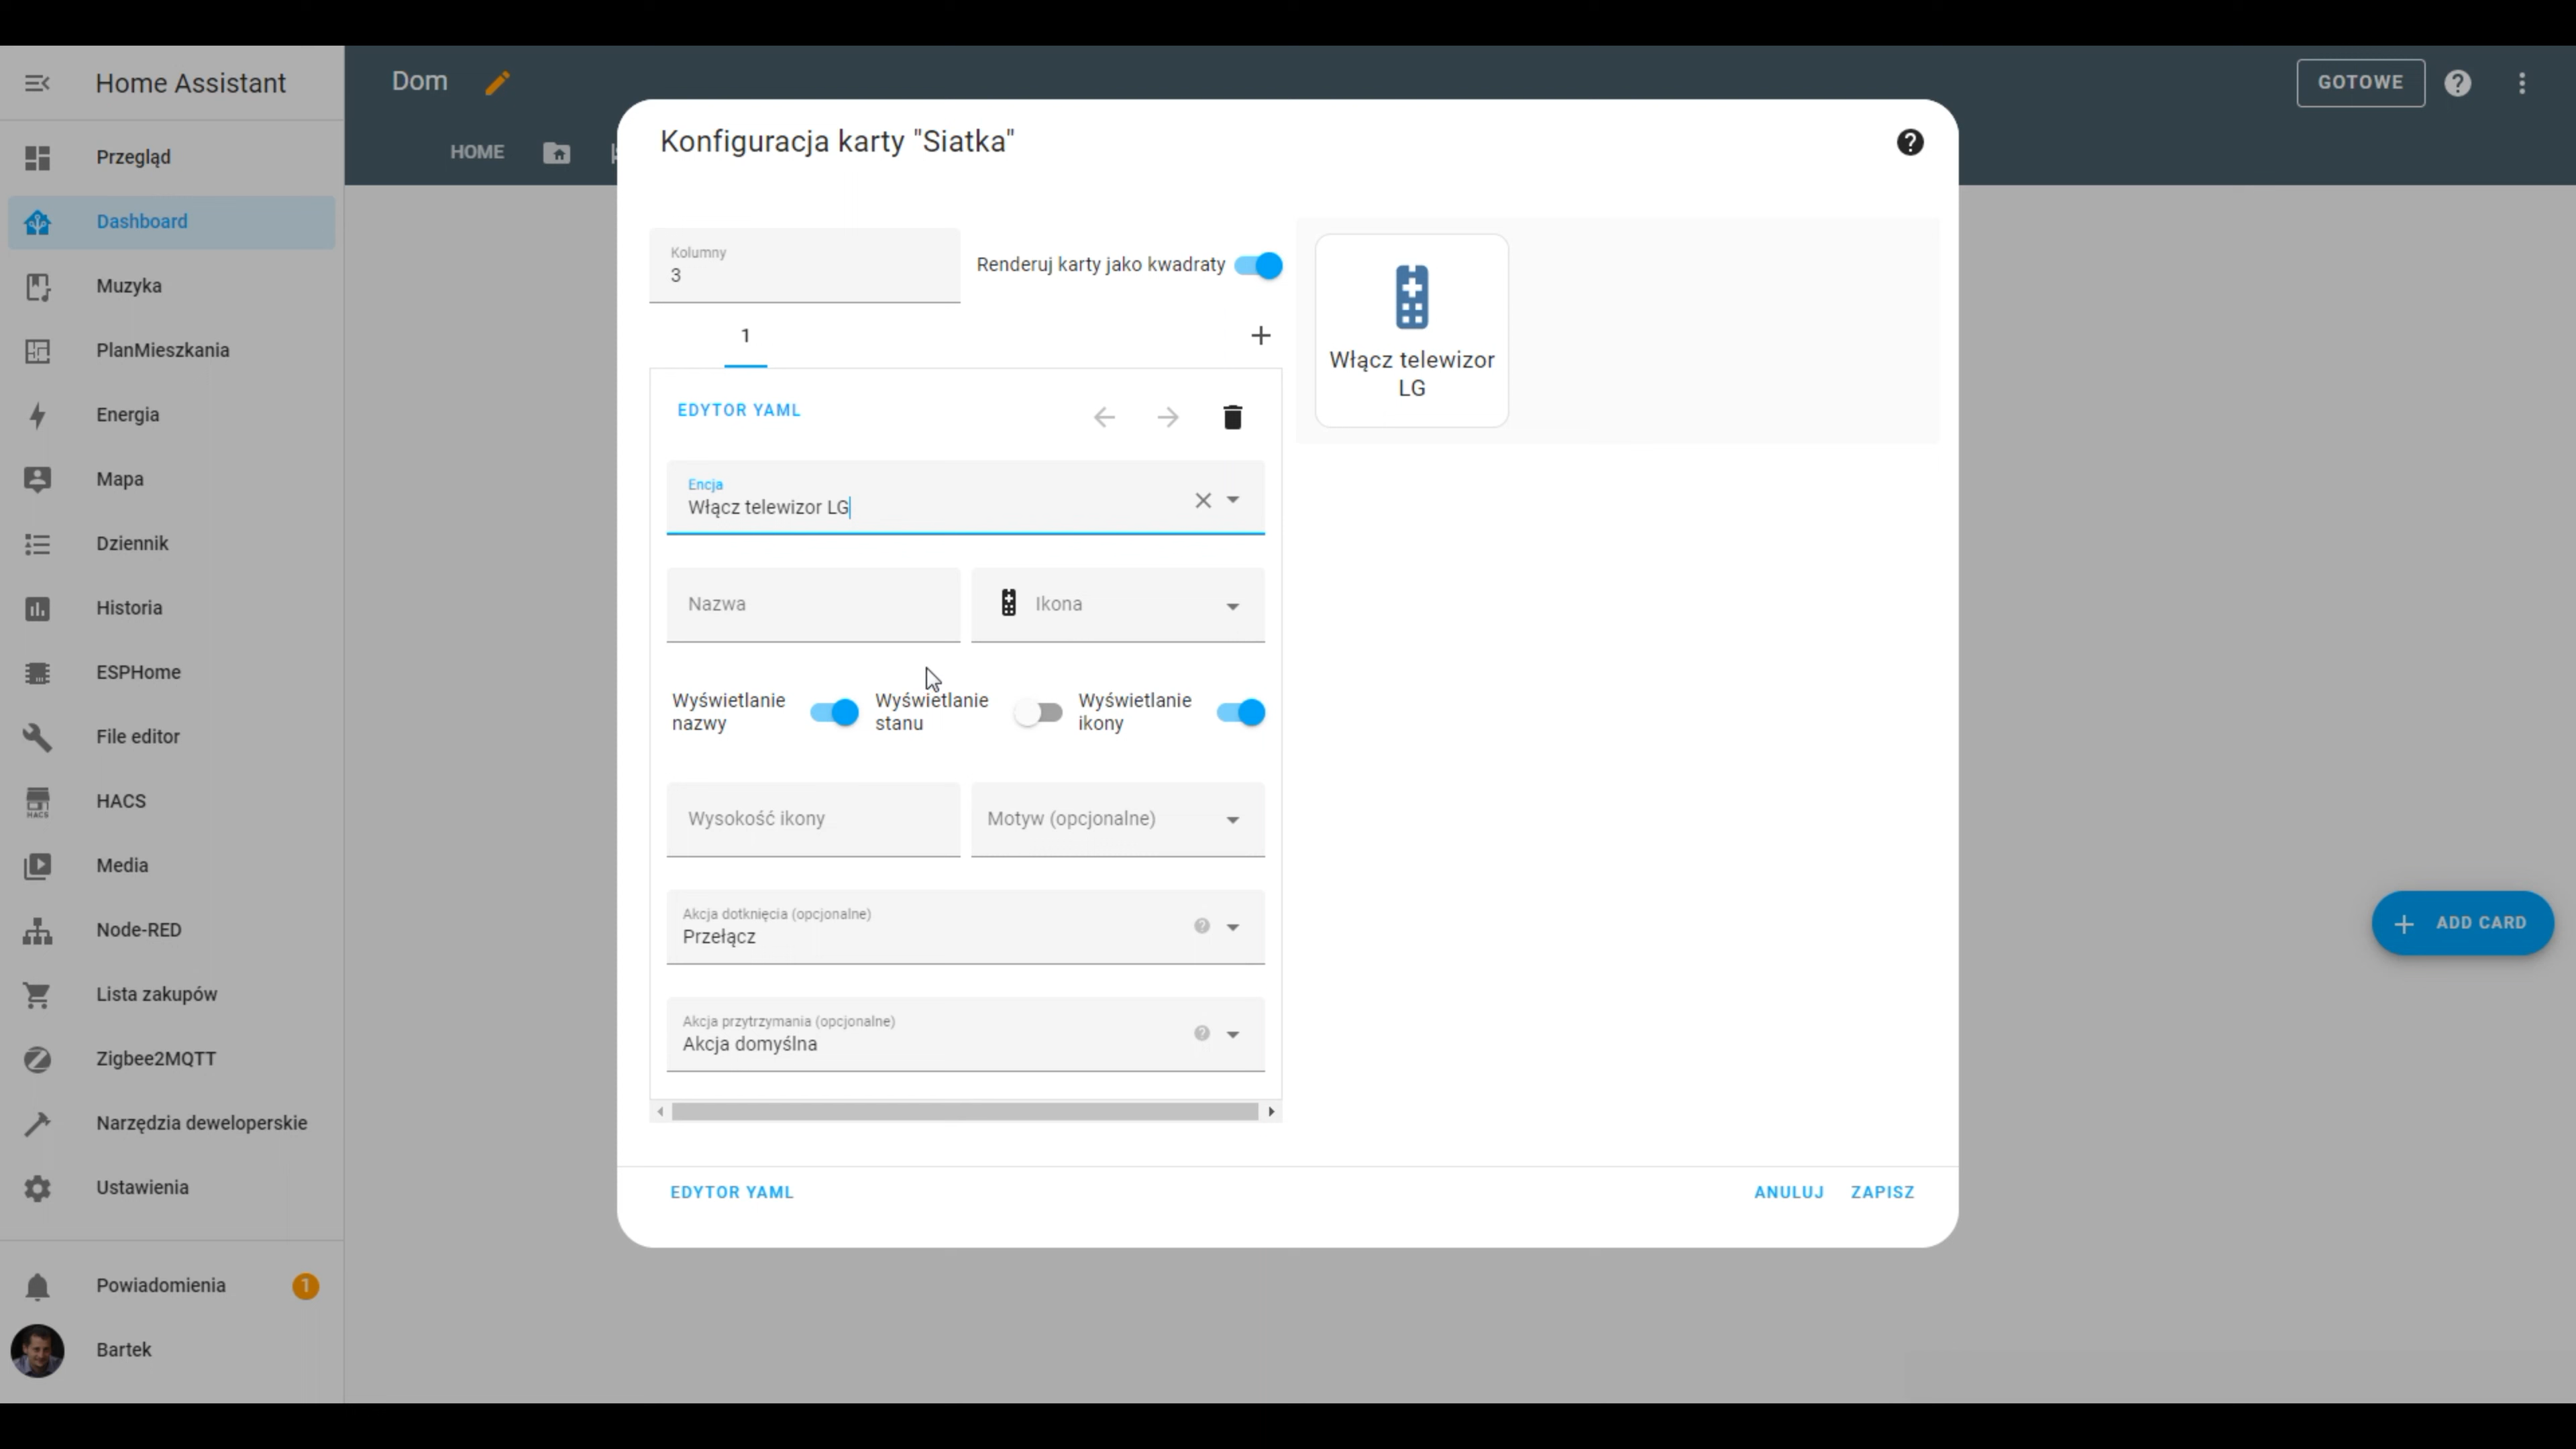 Home Assistant
Przegląd
Dashboard
Muzyka
PlanMieszkania
Energia
Mapa
Dziennik
Historia
ESPHome
File editor
HACS
HACS
Media
Node-RED
Lista zakupów
Zigbee2MQTT
Narzędzia deweloperskie
Ustawienia
Powiadomienia 1
Bartek
Dom
GOTOWE
HOME
Konfiguracja karty "Siatka"
Kolumny
3
Renderuj karty jako kwadraty
1
EDYTOR YAML
Encja
Włącz telewizor LG
Nazwa
Ikona
Wyświetlanie
nazwy
Wyświetlanie
stanu
Wyświetlanie
ikony
Wysokość ikony
Motyw (opcjonalne)
Akcja dotknięcia (opcjonalne)
Przełącz
Akcja przytrzymania (opcjonalne)
Akcja domyślna
Włącz telewizor
LG
EDYTOR YAML
ANULUJ
ZAPISZ
ADD CARD